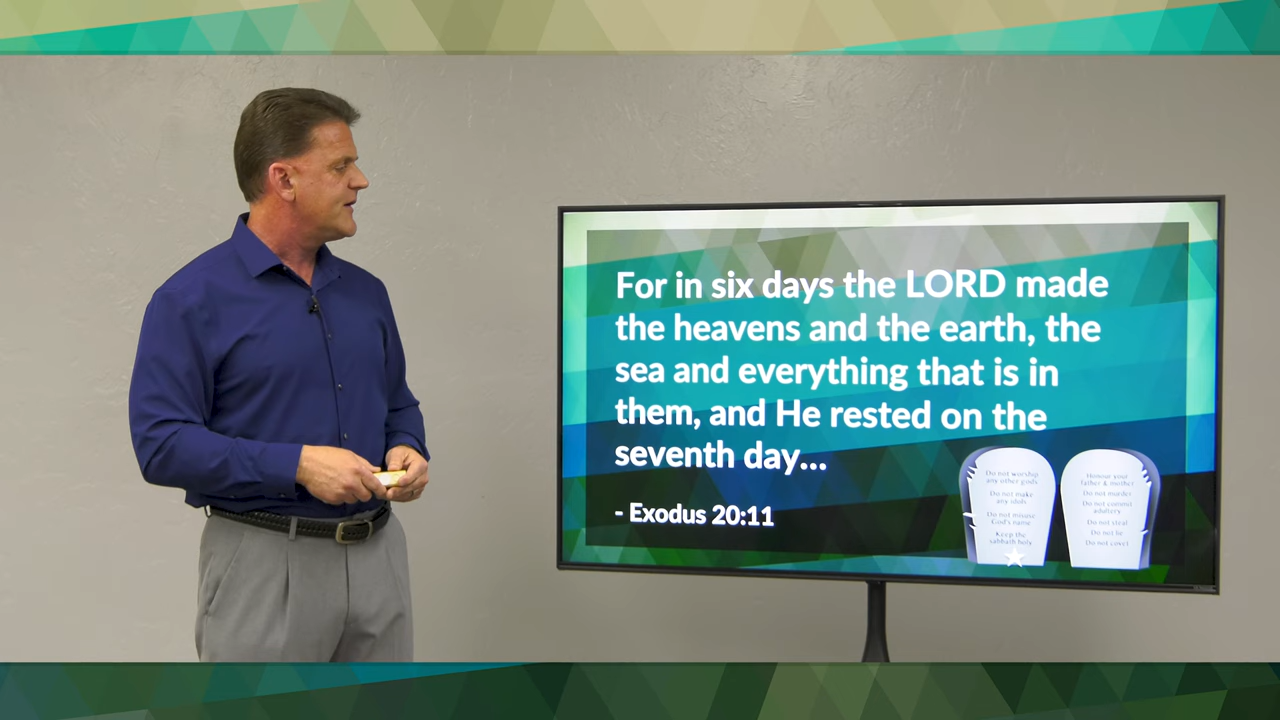 For in six days the LORD made
the heavens and the earth, the
sea and everything that is in
them, and He rested on the
seventh day...
- Exodus 20:11
Do not worship
any other gods
Do not make
any idols
Do not misuse
God's name
Keep the
sabbath holy
Honour your
father & mother
Do not murder
Do not commit
adultery
Do not steal
Do not lie
Do not covet